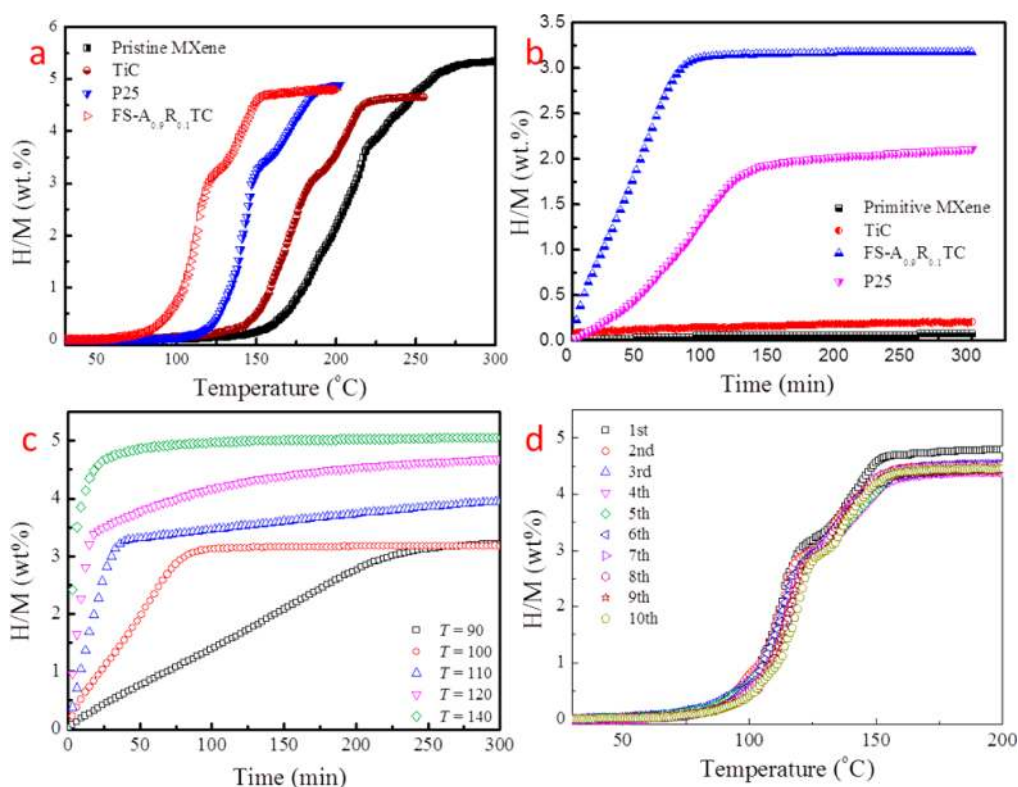 a
Pristine MXene
TiC
P25
FS-A0.9R0.1TC
H/M (wt.%)
6
5
4
3
2
1
0
50 100 150 200 250 300
Temperature (°C)
b
H/M (wt.%)
3.5
3.0
2.5
2.0
1.5
1.0
0.5
0.0
Primitive MXene
TiC
FS-A0.9R0.1TC
P25
0 50 100 150 200 250 300
Time (min)
c
H/M (wt%)
5
4
3
2
1
0
T = 90
T = 100
T = 110
T = 120
T = 140
0 50 100 150 200 250 300
Time (min)
d
H/M (wt%)
5
4
3
2
1
0
1st
2nd
3rd
4th
5th
6th
7th
8th
9th
10th
50 100 150 200
Temperature (°C)